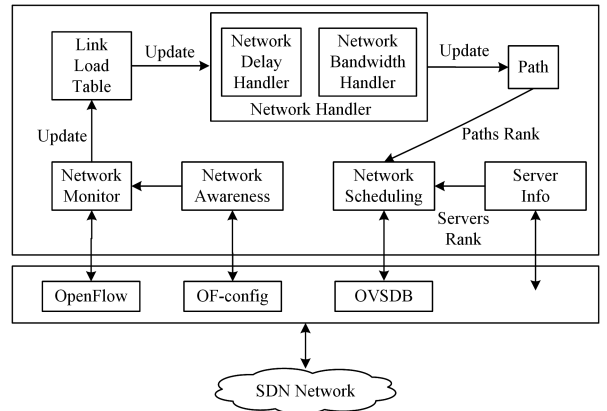 Link
Load
Table
Update
Network
Delay
Handler
Network
Bandwidth
Handler
Network Handler
Update
Path
Update
Paths Rank
Network
Monitor
Network
Awareness
Network
Scheduling
Servers
Rank
Server
Info
OpenFlow
OF-config
OVSDB
SDN Network